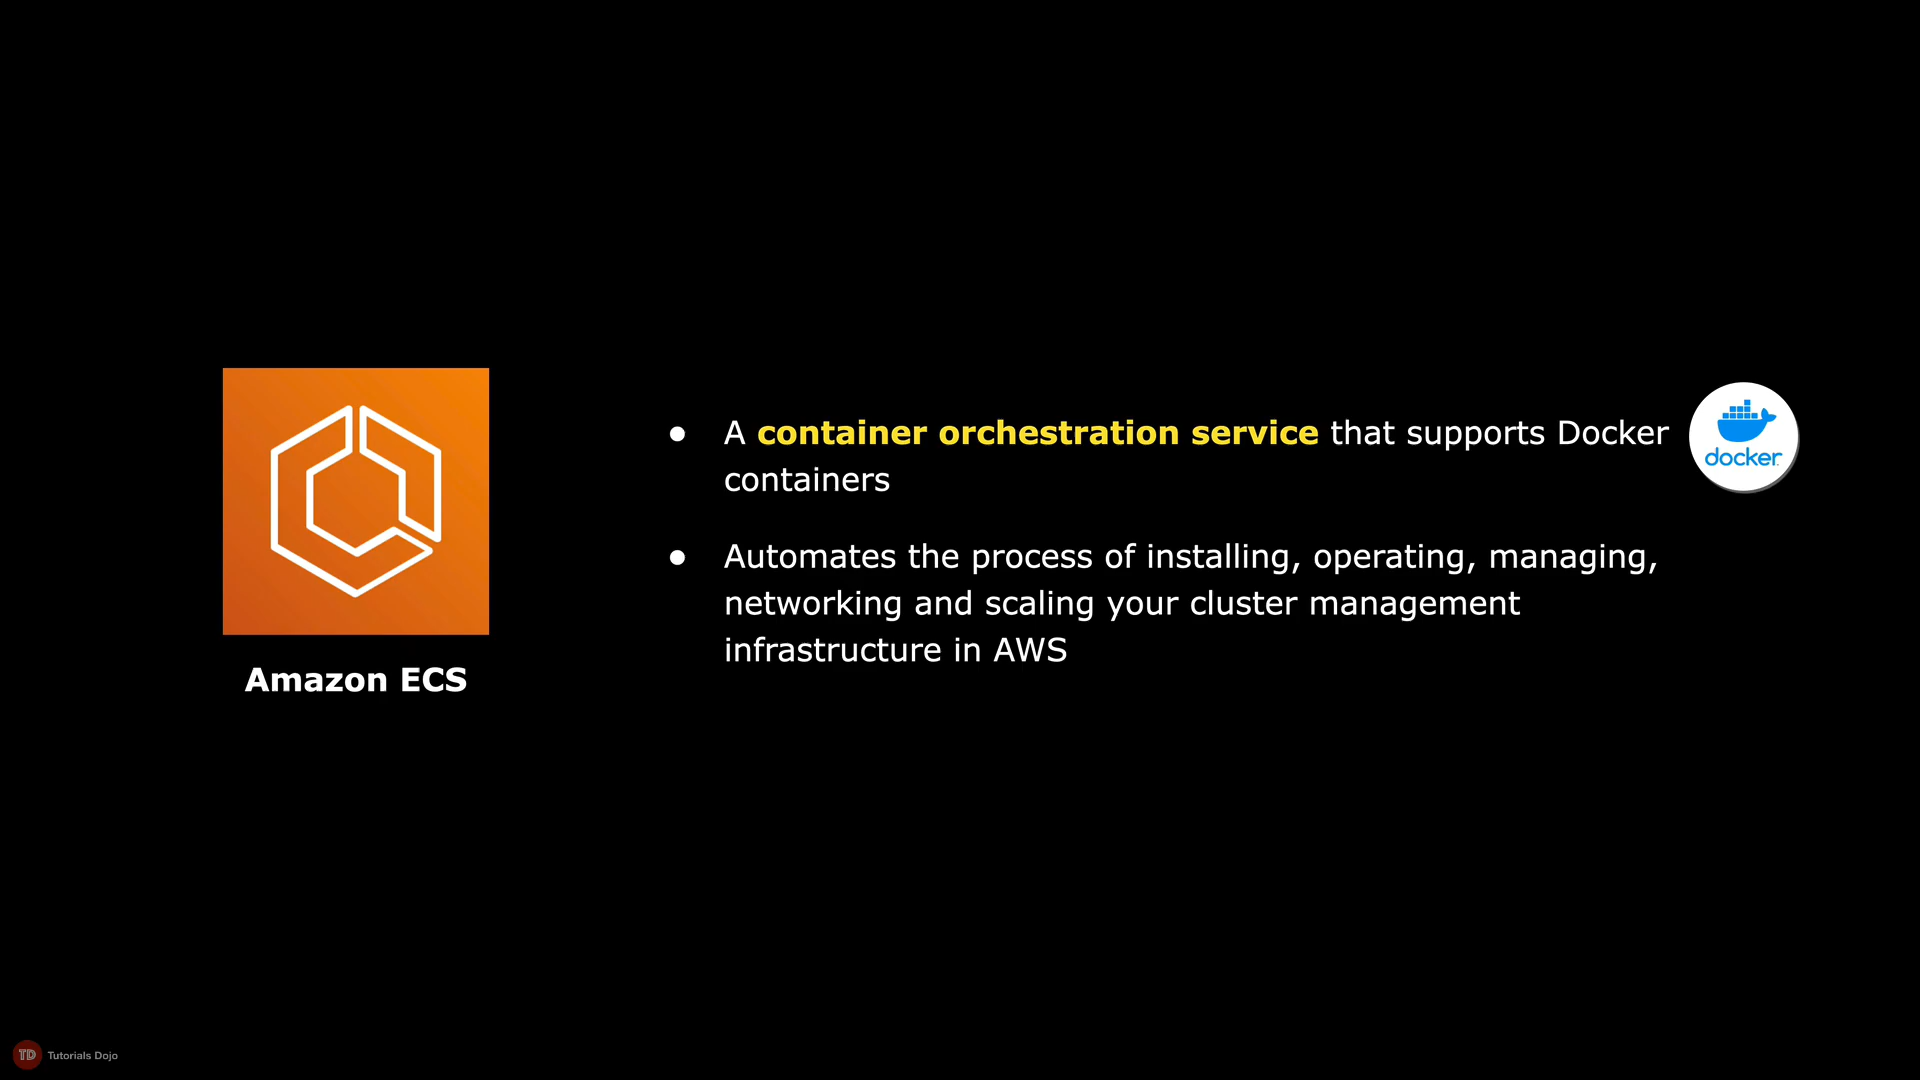 ● A container orchestration service that supports Docker
containers
docker
● Automates the process of installing, operating, managing,
networking and scaling your cluster management
infrastructure in AWS
Amazon ECS
TD Tutorials Dojo